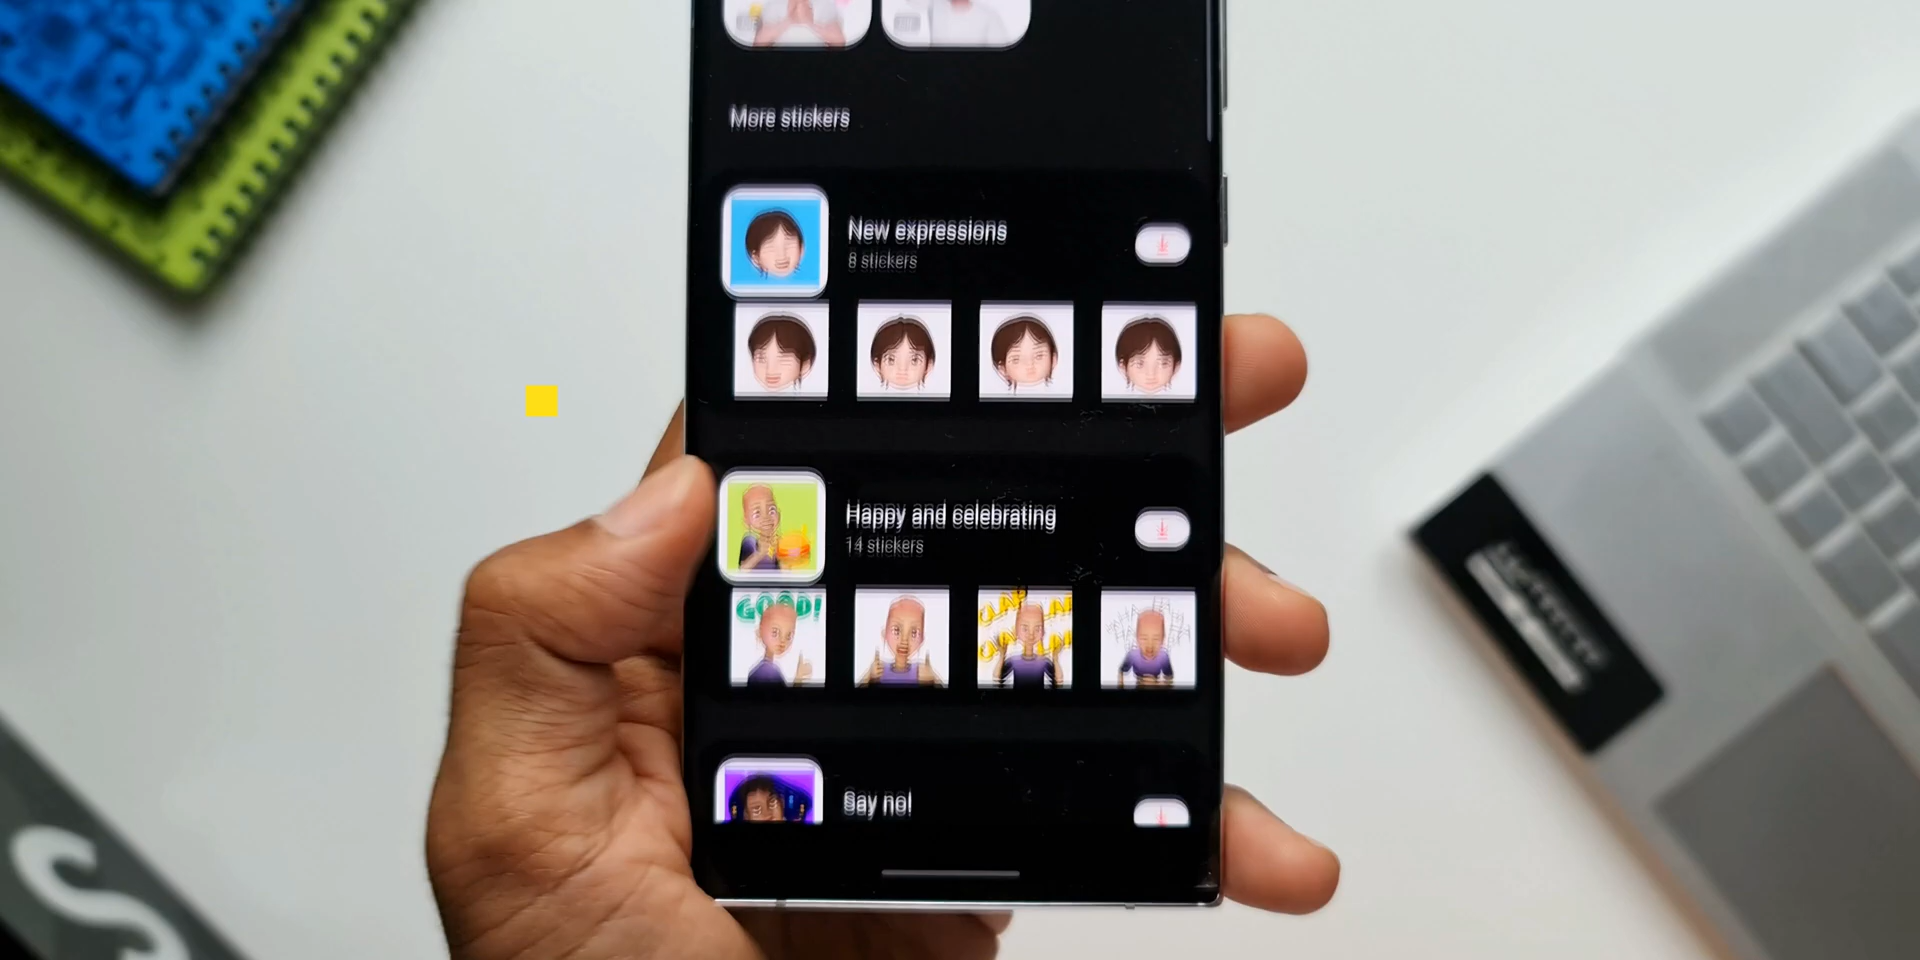 More stickers
New expressions
8 stickers
Happy and celebrating
14 stickers
GOOD!
CLAP
Say no!
S